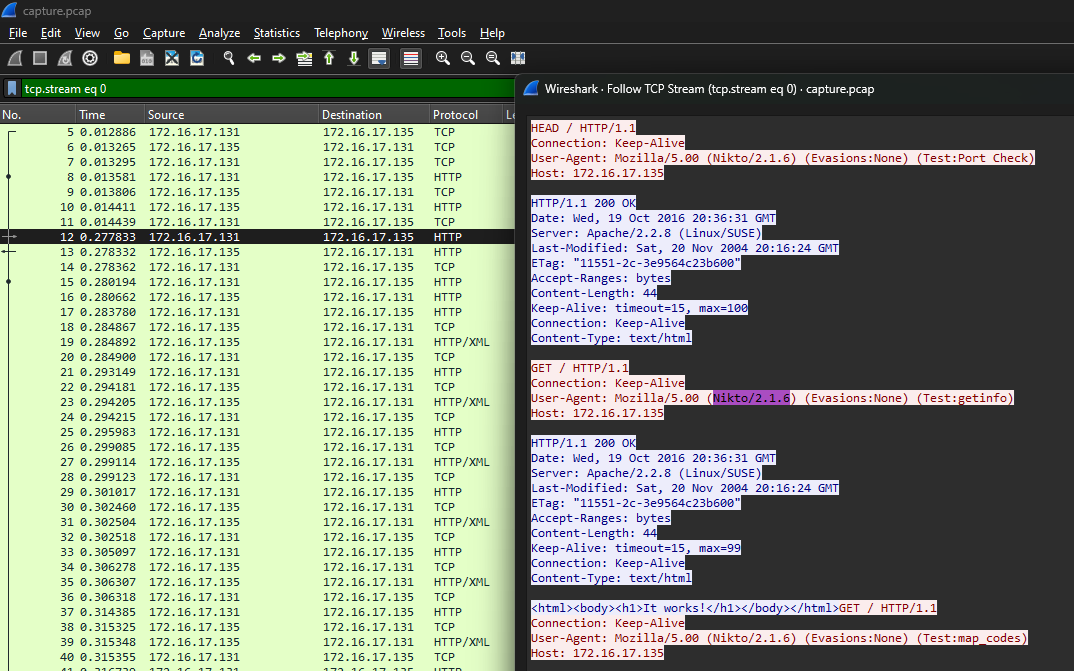 capture.pcap
File Edit View Go Capture Analyze Statistics Telephony Wireless Tools Help
tcp.stream eq 0
No. Time Source Destination Protocol
5 0.012886 172.16.17.131 172.16.17.135 TCP
6 0.013265 172.16.17.135 172.16.17.131 TCP
7 0.013295 172.16.17.131 172.16.17.135 TCP
8 0.013581 172.16.17.131 172.16.17.135 HTTP
9 0.013806 172.16.17.135 172.16.17.131 TCP
10 0.014411 172.16.17.135 172.16.17.131 HTTP
11 0.014439 172.16.17.131 172.16.17.135 TCP
12 0.277833 172.16.17.131 172.16.17.135 HTTP
13 0.278332 172.16.17.135 172.16.17.131 HTTP
14 0.278362 172.16.17.131 172.16.17.135 TCP
15 0.280194 172.16.17.131 172.16.17.135 HTTP
16 0.280662 172.16.17.135 172.16.17.131 HTTP
17 0.283780 172.16.17.131 172.16.17.135 HTTP
18 0.284867 172.16.17.135 172.16.17.131 TCP
19 0.284892 172.16.17.135 172.16.17.131 HTTP/XML
20 0.284900 172.16.17.131 172.16.17.135 TCP
21 0.293149 172.16.17.131 172.16.17.135 HTTP
22 0.294181 172.16.17.135 172.16.17.131 TCP
23 0.294205 172.16.17.135 172.16.17.131 HTTP/XML
24 0.294215 172.16.17.131 172.16.17.135 TCP
25 0.295983 172.16.17.131 172.16.17.135 HTTP
26 0.299085 172.16.17.135 172.16.17.131 TCP
27 0.299114 172.16.17.135 172.16.17.131 HTTP/XML
28 0.299123 172.16.17.131 172.16.17.135 TCP
29 0.301017 172.16.17.131 172.16.17.135 HTTP
30 0.302460 172.16.17.135 172.16.17.131 TCP
31 0.302504 172.16.17.135 172.16.17.131 HTTP/XML
32 0.302518 172.16.17.131 172.16.17.135 TCP
33 0.305097 172.16.17.131 172.16.17.135 HTTP
34 0.306278 172.16.17.135 172.16.17.131 TCP
35 0.306307 172.16.17.135 172.16.17.131 HTTP/XML
36 0.306318 172.16.17.131 172.16.17.135 TCP
37 0.314385 172.16.17.131 172.16.17.135 HTTP
38 0.315325 172.16.17.135 172.16.17.131 TCP
39 0.315348 172.16.17.135 172.16.17.131 HTTP/XML
40 0.315355 172.16.17.131 172.16.17.135 TCP
Wireshark · Follow TCP Stream (tcp.stream eq 0) · capture.pcap
HEAD / HTTP/1.1
Connection: Keep-Alive
User-Agent: Mozilla/5.00 (Nikto/2.1.6) (Evasions:None) (Test:Port Check)
Host: 172.16.17.135
HTTP/1.1 200 OK
Date: Wed, 19 Oct 2016 20:36:31 GMT
Server: Apache/2.2.8 (Linux/SUSE)
Last-Modified: Sat, 20 Nov 2004 20:16:24 GMT
ETag: "11551-2c-3e9564c23b600"
Accept-Ranges: bytes
Content-Length: 44
Keep-Alive: timeout=15, max=100
Connection: Keep-Alive
Content-Type: text/html
GET / HTTP/1.1
Connection: Keep-Alive
User-Agent: Mozilla/5.00 (Nikto/2.1.6) (Evasions:None) (Test:getinfo)
Host: 172.16.17.135
HTTP/1.1 200 OK
Date: Wed, 19 Oct 2016 20:36:31 GMT
Server: Apache/2.2.8 (Linux/SUSE)
Last-Modified: Sat, 20 Nov 2004 20:16:24 GMT
ETag: "11551-2c-3e9564c23b600"
Accept-Ranges: bytes
Content-Length: 44
Keep-Alive: timeout=15, max=99
Connection: Keep-Alive
Content-Type: text/html
<html><body><h1>It works!</h1></body></html>GET / HTTP/1.1
Connection: Keep-Alive
User-Agent: Mozilla/5.00 (Nikto/2.1.6) (Evasions:None) (Test:map_codes)
Host: 172.16.17.135